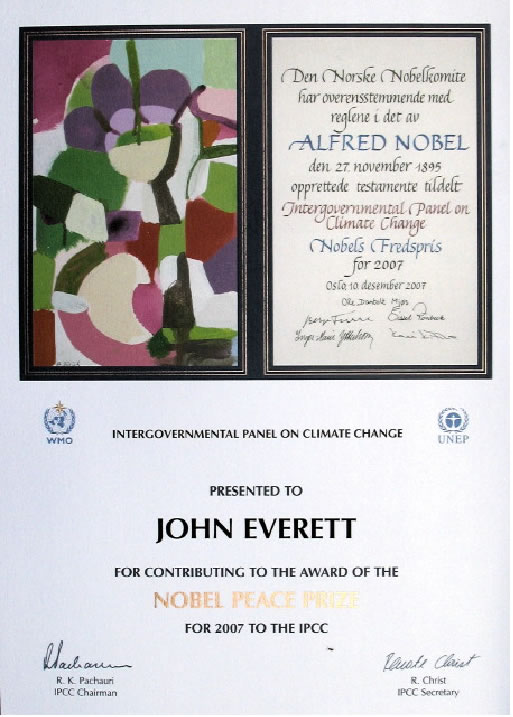 Den Norske Nobelkomite
har overensstemmende med
reglene i det av
ALFRED NOBEL
den 27. november 1895
opprettede testamente tildelt
Intergovernmental Panel on
Climate Change
Nobels Fredspris
for 2007
Oslo, 10. desember 2007
Ole Danbolt Mjøs
WMO
INTERGOVERNMENTAL PANEL ON CLIMATE CHANGE
UNEP
PRESENTED TO
JOHN EVERETT
FOR CONTRIBUTING TO THE AWARD OF THE
NOBEL PEACE PRIZE
FOR 2007 TO THE IPCC
R. K. Pachauri
IPCC Chairman
R. Christ
IPCC Secretary